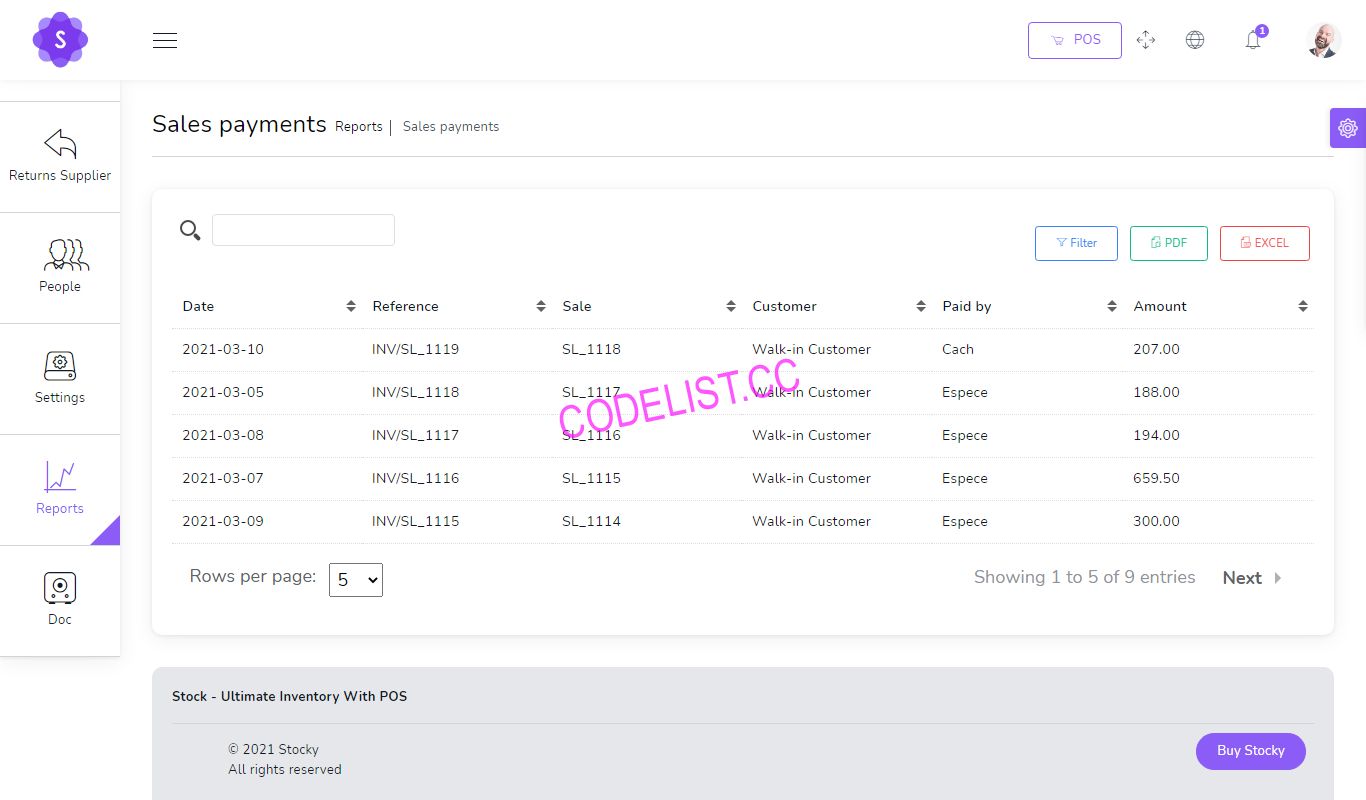 S
POS
1
Sales payments Reports | Sales payments
Returns Supplier
People
Settings
Reports
Doc
Filter PDF EXCEL
Date Reference Sale Customer Paid by Amount
2021-03-10 INV/SL_1119 SL_1118 Walk-in Customer Cach 207.00
2021-03-05 INV/SL_1118 SL_1117 Walk-in Customer Espece 188.00
2021-03-08 INV/SL_1117 SL_1116 Walk-in Customer Espece 194.00
2021-03-07 INV/SL_1116 SL_1115 Walk-in Customer Espece 659.50
2021-03-09 INV/SL_1115 SL_1114 Walk-in Customer Espece 300.00
CODELIST.CC
Rows per page: 5 Showing 1 to 5 of 9 entries Next
Stock - Ultimate Inventory With POS
© 2021 Stocky
All rights reserved
Buy Stocky